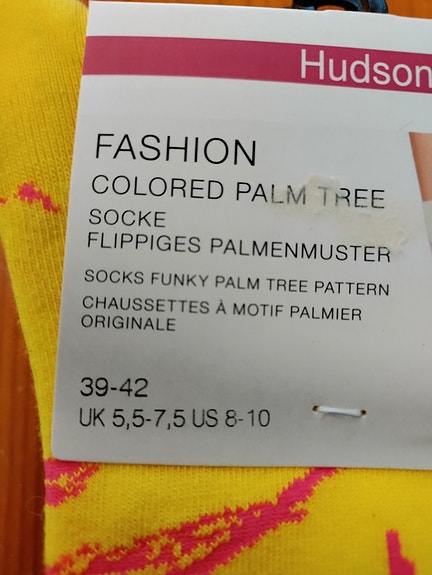 Hudson
FASHION
COLORED PALM TREE
SOCKE
FLIPPIGES PALMENMUSTER
SOCKS FUNKY PALM TREE PATTERN
CHAUSSETTES À MOTIF PALMIER
ORIGINALE
39-42
UK 5,5-7,5 US 8-10